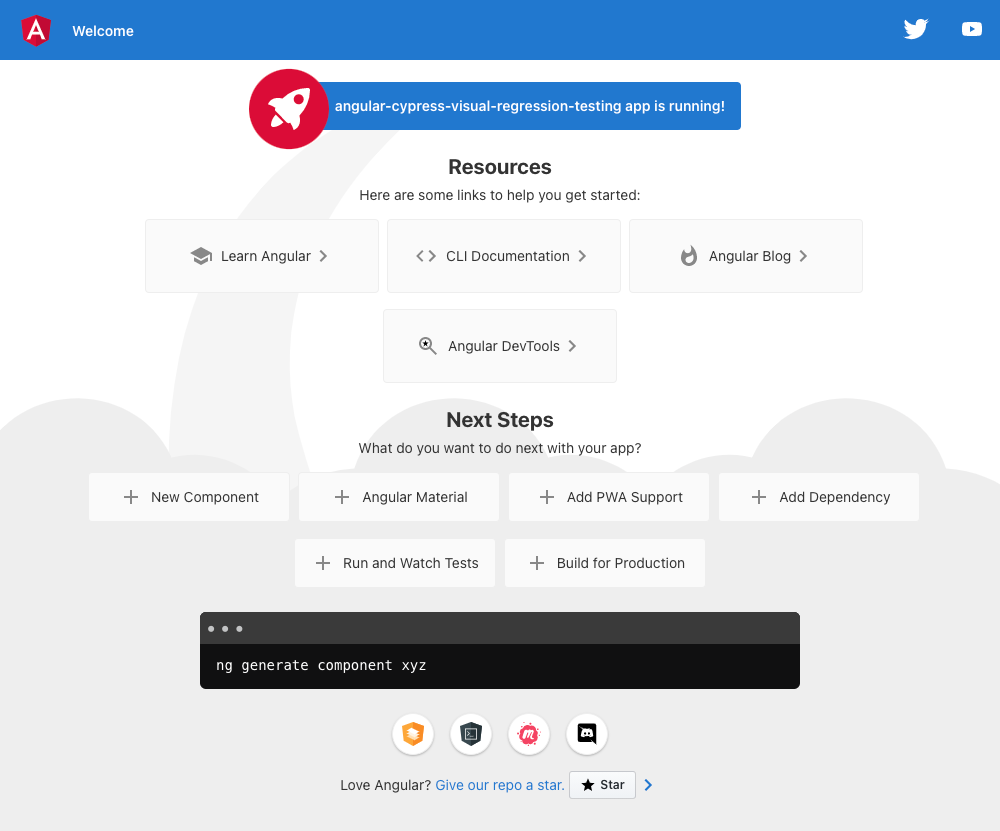 Welcome
angular-cypress-visual-regression-testing app is running!
Resources
Here are some links to help you get started:
Learn Angular
CLI Documentation
Angular Blog
Angular DevTools
Next Steps
What do you want to do next with your app?
New Component
Angular Material
Add PWA Support
Add Dependency
Run and Watch Tests
Build for Production
ng generate component xyz
Love Angular? Give our repo a star. Star